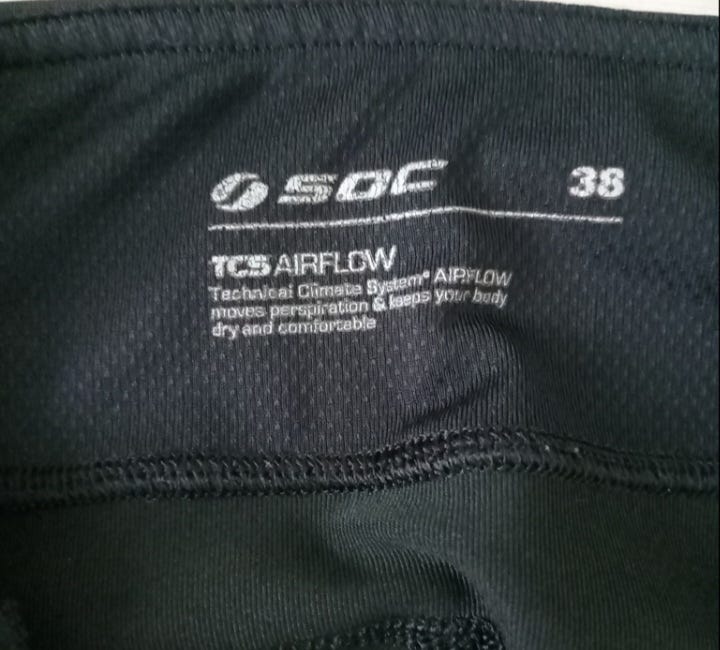 SOC 38
TCS AIRFLOW
Technical Climate System® AIRFLOW
moves perspiration & keeps your body
dry and comfortable